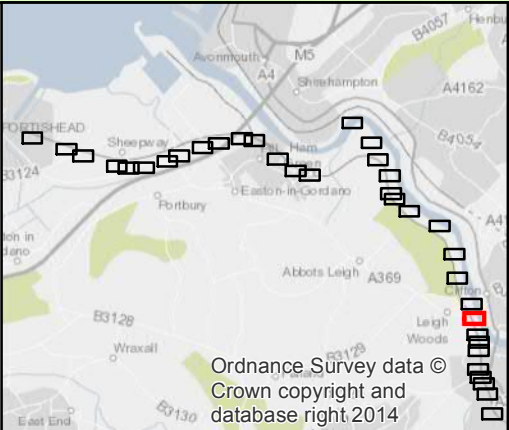 B4057
Henbu
Avonmouth
M5
A4
Shirehampton
A4162
PORTISHEAD
Sheepway
Ham
Green
B4054
B3124
Easton-in-Gordano
Portbury
A4
ton in
dano
Abbots Leigh
A369
Clifton
B3128
Leigh
Woods
Wraxall
B3129
Ordnance Survey data ©
Crown copyright and
database right 2014
B3130
East End